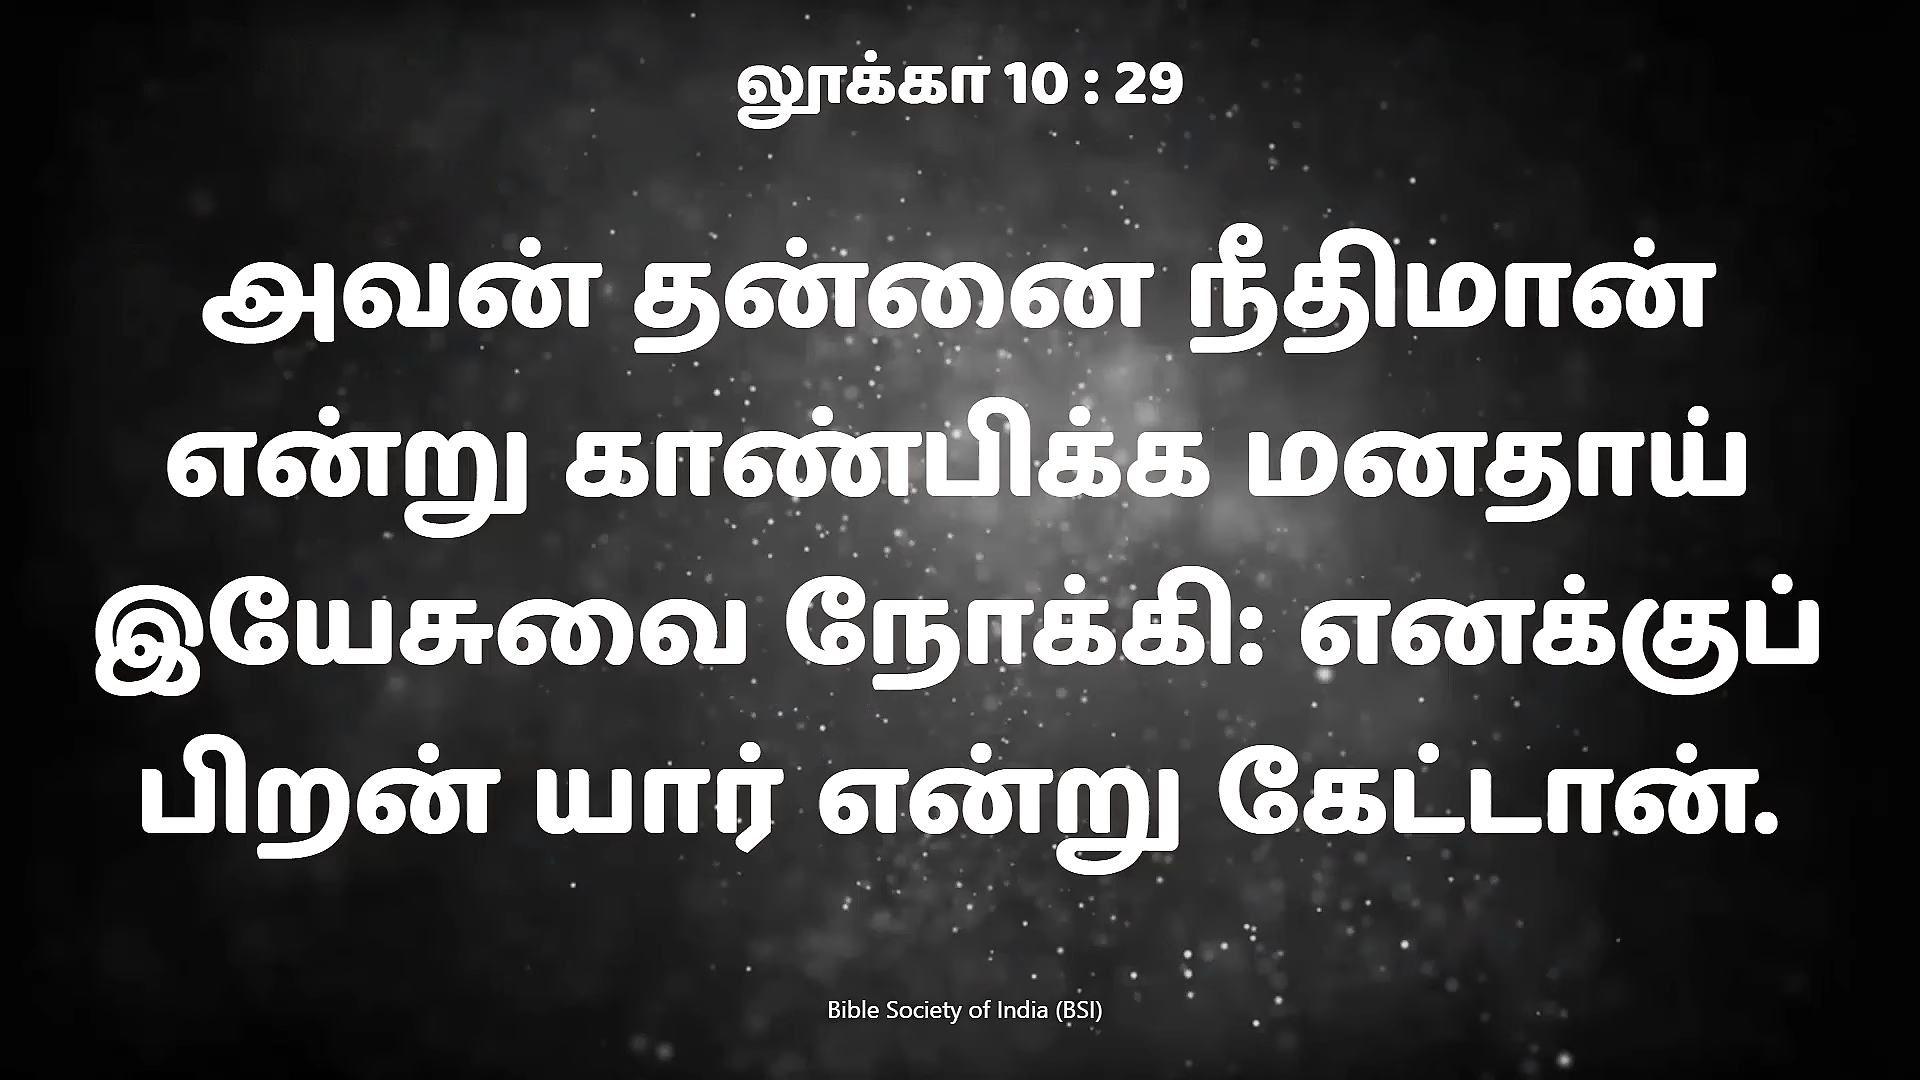 லூக்கா 10 : 29
அவன் தன்னை நீதிமான்
என்று காண்பிக்க மனதாய்
இயேசுவை நோக்கி: எனக்குப்
பிறன் யார் என்று கேட்டான்.
Bible Society of India (BSI)